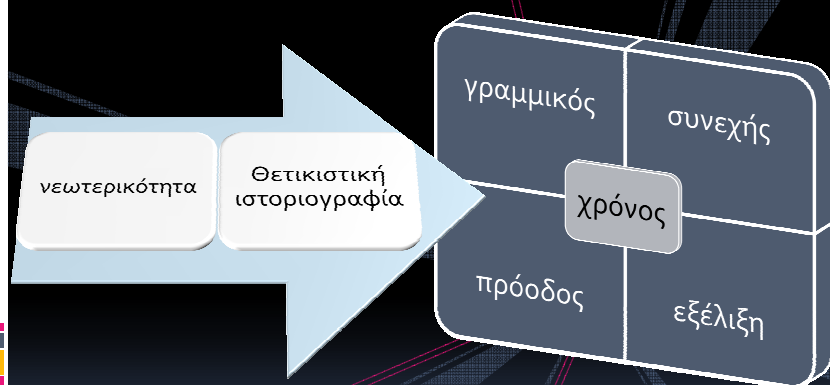 νεωτερικότητα
Θετικιστική
ιστοριογραφία
γραμμικός
συνεχής
χρόνος
πρόοδος
εξέλιξη